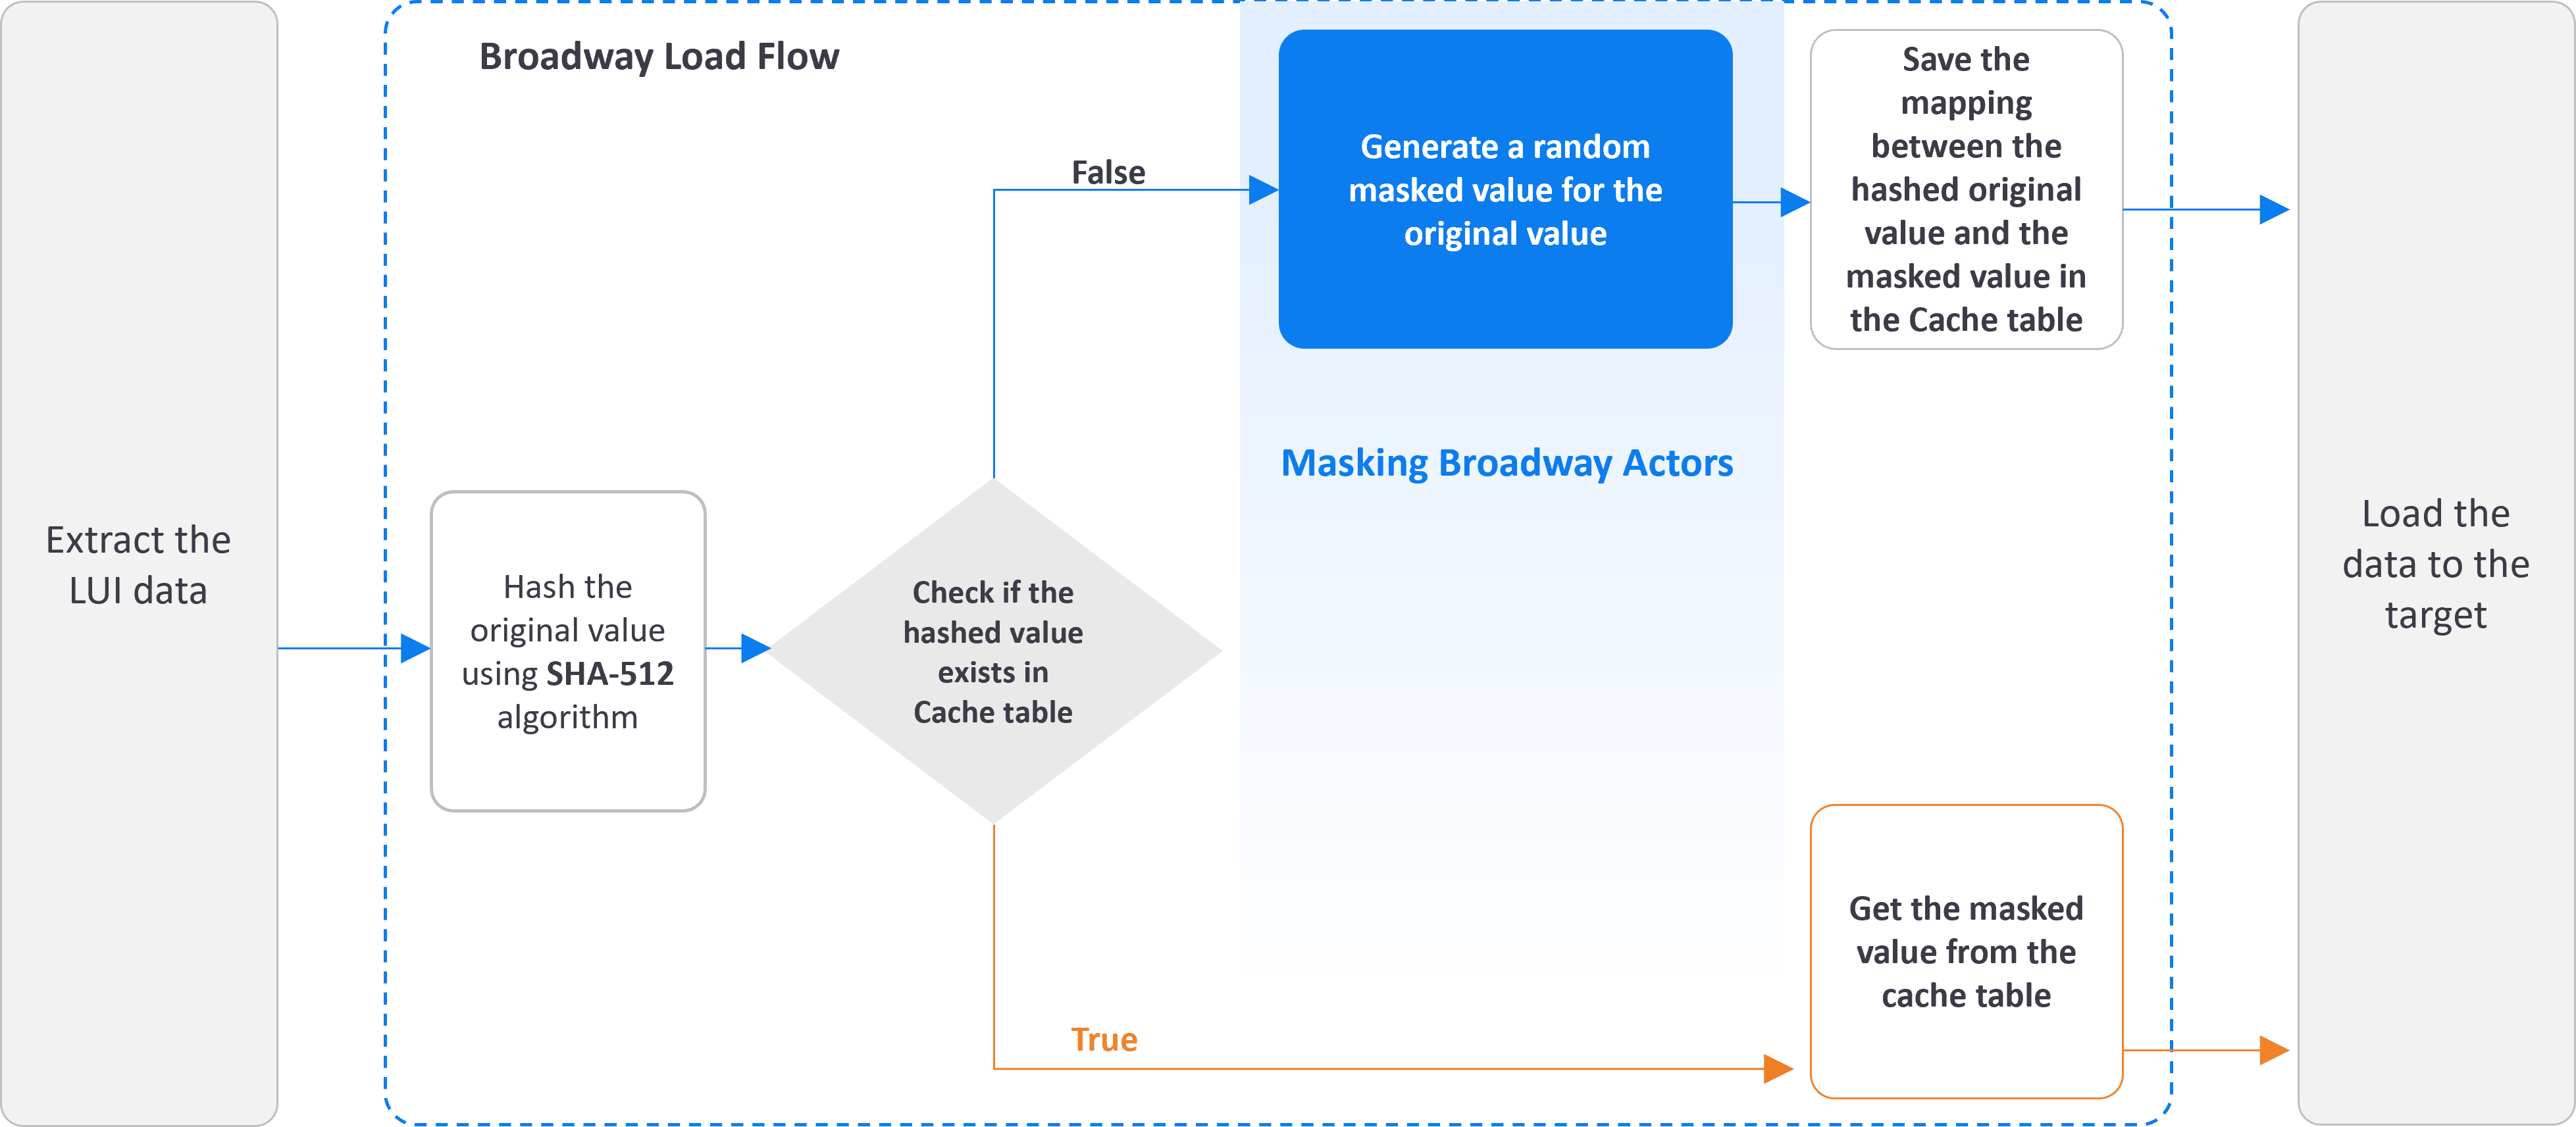 Broadway Load Flow
Extract the
LUI data
Hash the
original value
using SHA-512
algorithm
Check if the
hashed value
exists in
Cache table
False
Generate a random
masked value for the
original value
Masking Broadway Actors
Save the
mapping
between the
hashed original
value and the
masked value in
the Cache table
True
Get the masked
value from the
cache table
Load the
data to the
target